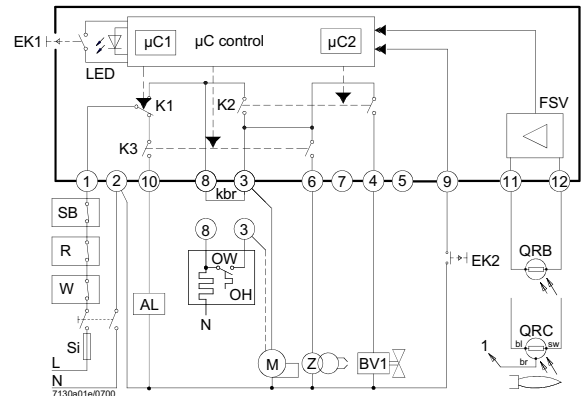 EK1
LED
µC1
µC control
µC2
FSV
K1
K2
K3
1
2
10
8
kbr
3
6
7
4
5
9
11
12
SB
R
W
Si
L
N
8
3
OW
OH
N
AL
M
Z
BV1
EK2
QRB
QRC
1
bl
sw
br
7130a01e/0700